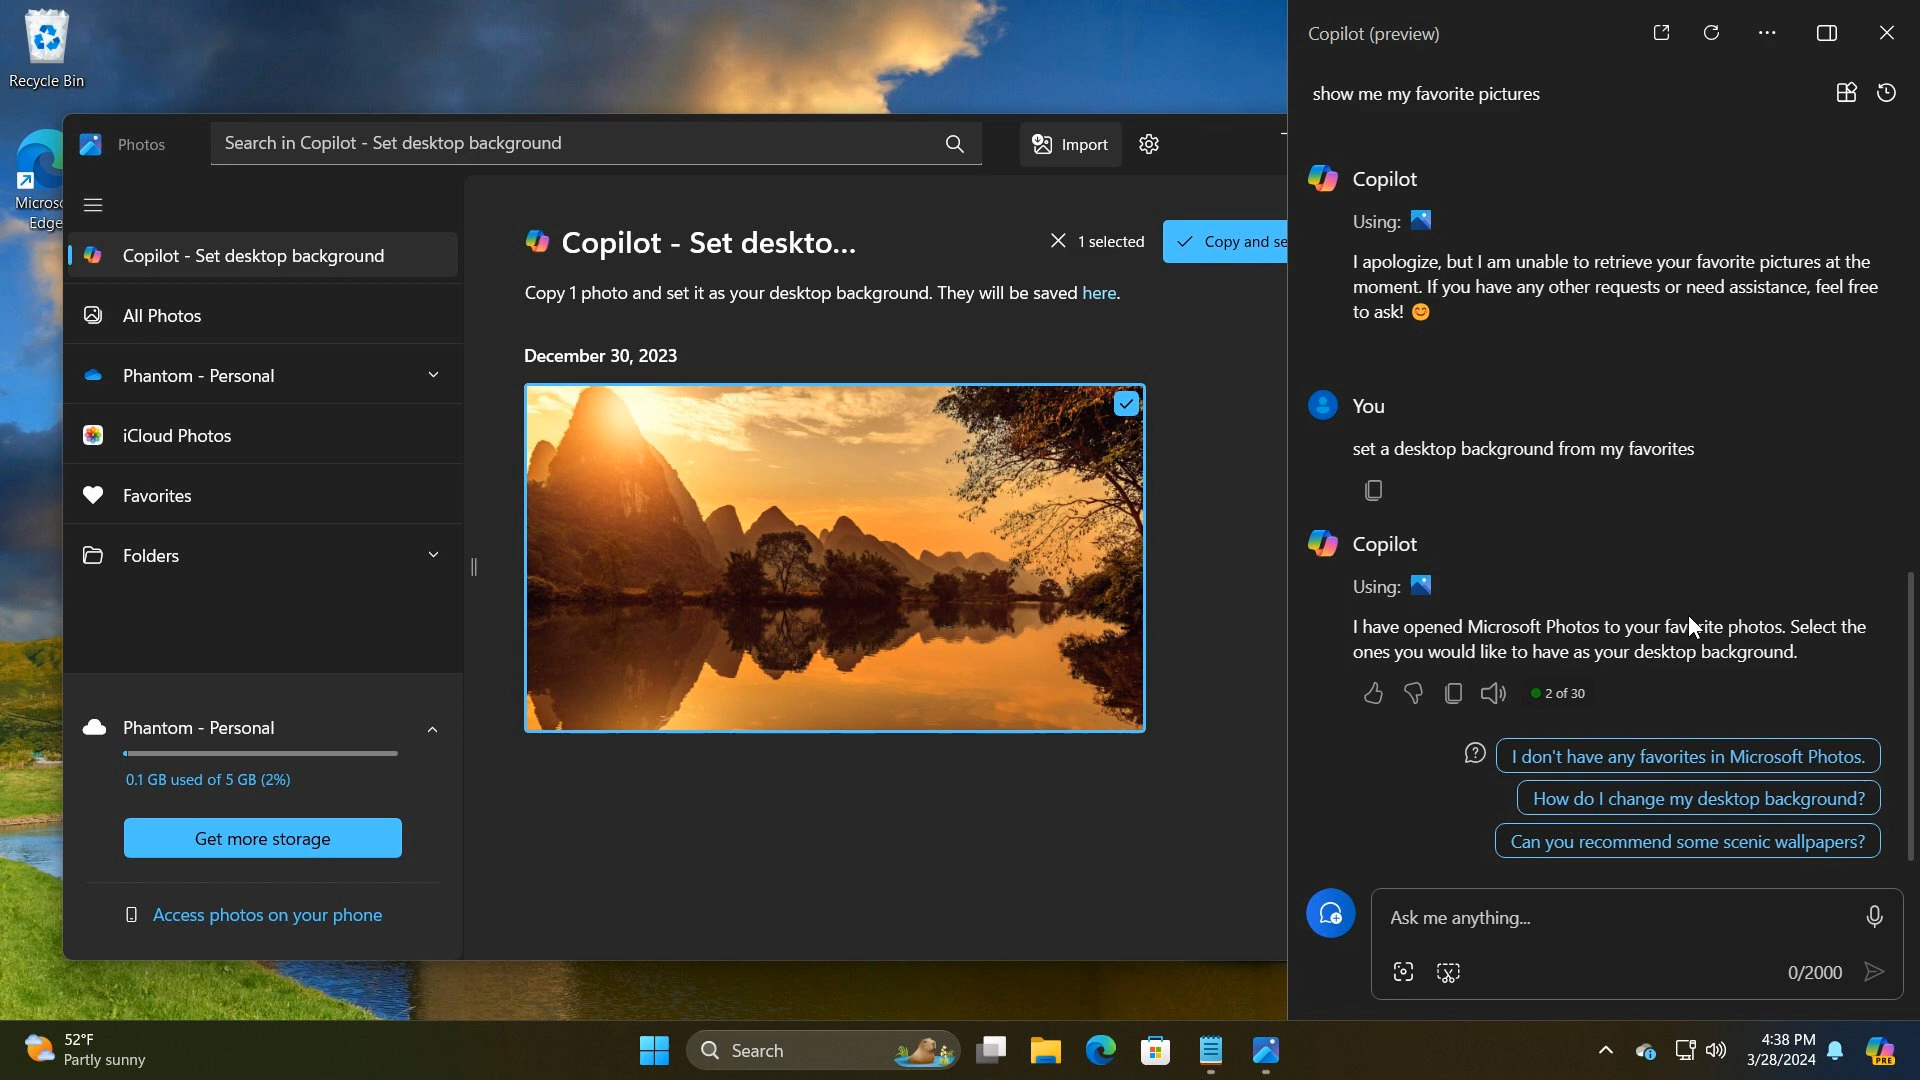 Recycle Bin
Edge
Photos
Search in Copilot - Set desktop background
Import
Copilot - Set desktop background
All Photos
Phantom - Personal
iCloud Photos
Favorites
Folders
Phantom - Personal
0.1 GB used of 5 GB (2%)
Get more storage
Access photos on your phone
Copilot - Set deskto...
1 selected
Copy and se
Copy 1 photo and set it as your desktop background. They will be saved here.
December 30, 2023
Copilot (preview)
show me my favorite pictures
Copilot
Using:
I apologize, but I am unable to retrieve your favorite pictures at the
moment. If you have any other requests or need assistance, feel free
to ask! 😊
You
set a desktop background from my favorites
Copilot
Using:
I have opened Microsoft Photos to your favorite photos. Select the
ones you would like to have as your desktop background.
2 of 30
I don't have any favorites in Microsoft Photos.
How do I change my desktop background?
Can you recommend some scenic wallpapers?
Ask me anything...
0/2000
52°F
Partly sunny
Search
4:38 PM
3/28/2024
PRE